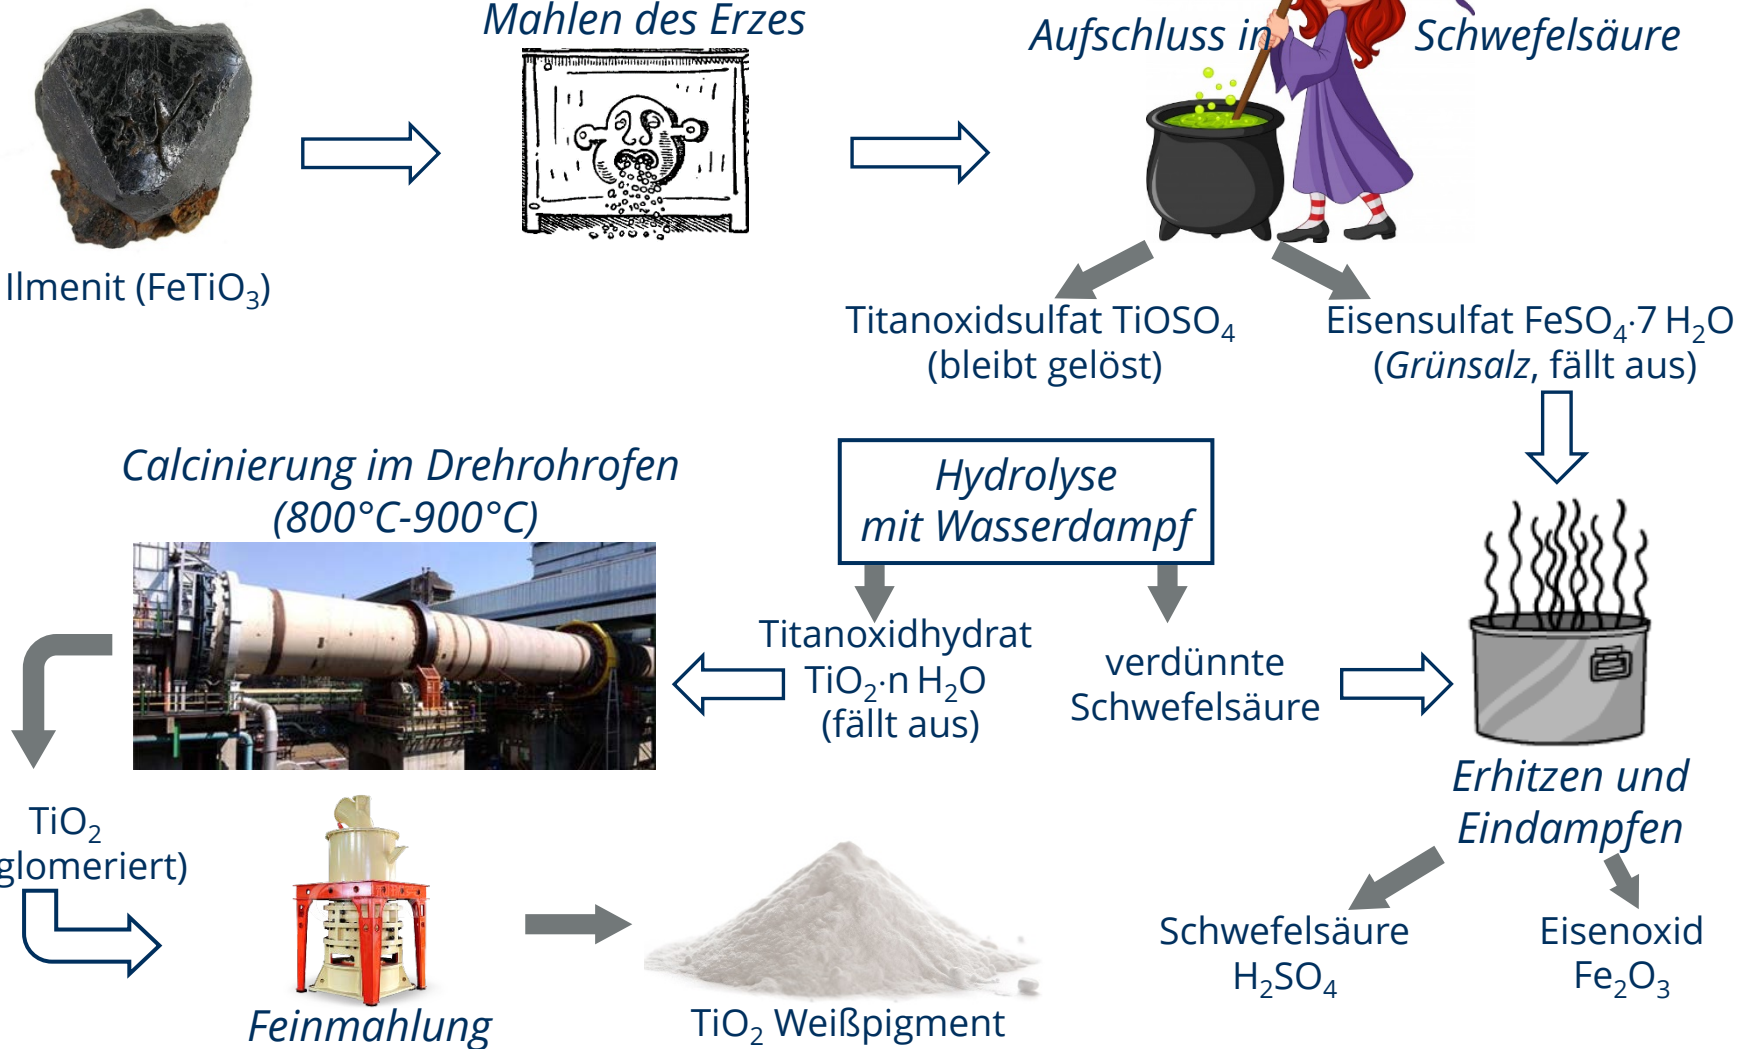 Mahlen des Erzes
Aufschluss in Schwefelsäure
Ilmenit (FeTiO₃)
Titanoxidsulfat TiOSO₄
(bleibt gelöst)
Eisensulfat FeSO₄·7 H₂O
(Grünsalz, fällt aus)
Calcinierung im Drehrohrofen
(800°C-900°C)
Hydrolyse
mit Wasserdampf
Titanoxidhydrat
TiO₂·n H₂O
(fällt aus)
verdünnte
Schwefelsäure
Erhitzen und
Eindampfen
TiO₂
glomeriert)
Feinmahlung
TiO₂ Weißpigment
Schwefelsäure
H₂SO₄
Eisenoxid
Fe₂O₃